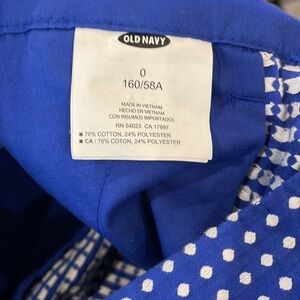 OLD NAVY
0
160/58A
MADE IN VIETNAM
HECHO EN VIETNAM
CON INSUMOS IMPORTADOS
RN 54023 CA 17897
■ 76% COTTON, 24% POLYESTER
■ CA : 76% COTTON, 24% POLYESTER